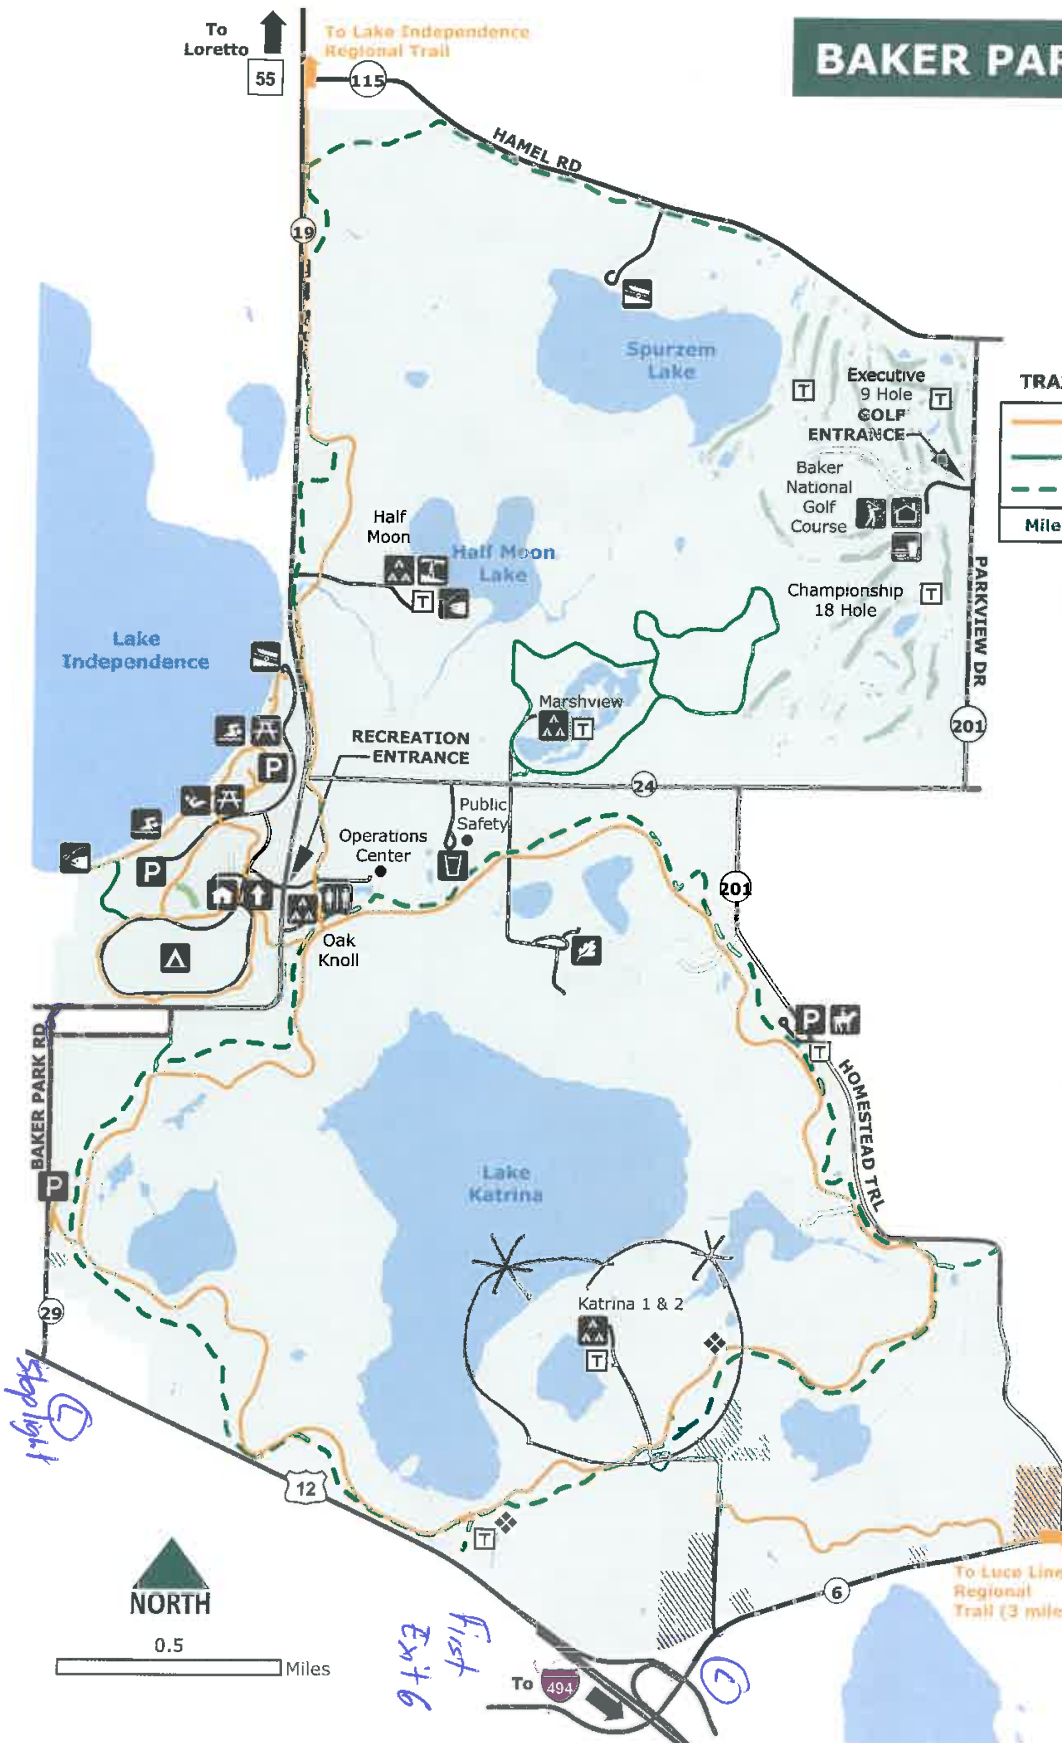 To
Loretto
55
To Lake Independence
Regional Trail
BAKER PAR
115
HAMEL RD
19
Spurzem
Lake
Executive
9 Hole
T
T
GOLF
ENTRANCE
TRA
Baker
National
Golf
Course
Mile
Half
Moon
Half Moon
Lake
T
Championship
18 Hole
T
PARKVIEW DR
Lake
Independence
Marshview
T
201
RECREATION
ENTRANCE
P
24
Public
Safety
Operations
Center
P
201
Oak
Knoll
P
T
BAKER PARK RD
HOMESTEAD TRL
P
Lake
Katrina
29
Katrina 1 & 2
T
L
Stop light
12
T
NORTH
0.5
Miles
First
Exit 6
To
494
6
To Luce Line
Regional
Trail (3 mile
L